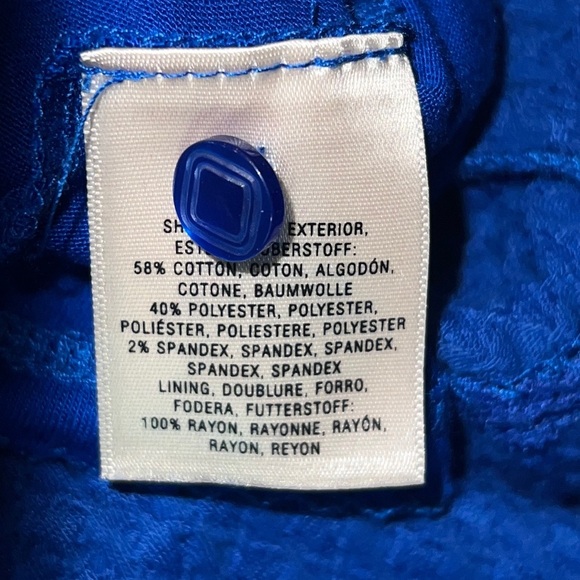 EXTERIOR,
58% COTTON, COTON, ALGODÓN,
COTONE, BAUMWOLLE
40% POLYESTER, POLYESTER,
POLIÉSTER, POLIESTERE, POLYESTER
2% SPANDEX, SPANDEX, SPANDEX,
SPANDEX, SPANDEX
LINING, DOUBLURE, FORRO,
FODERA, FUTTERSTOFF:
100% RAYON, RAYONNE, RAYÓN,
RAYON, REYON